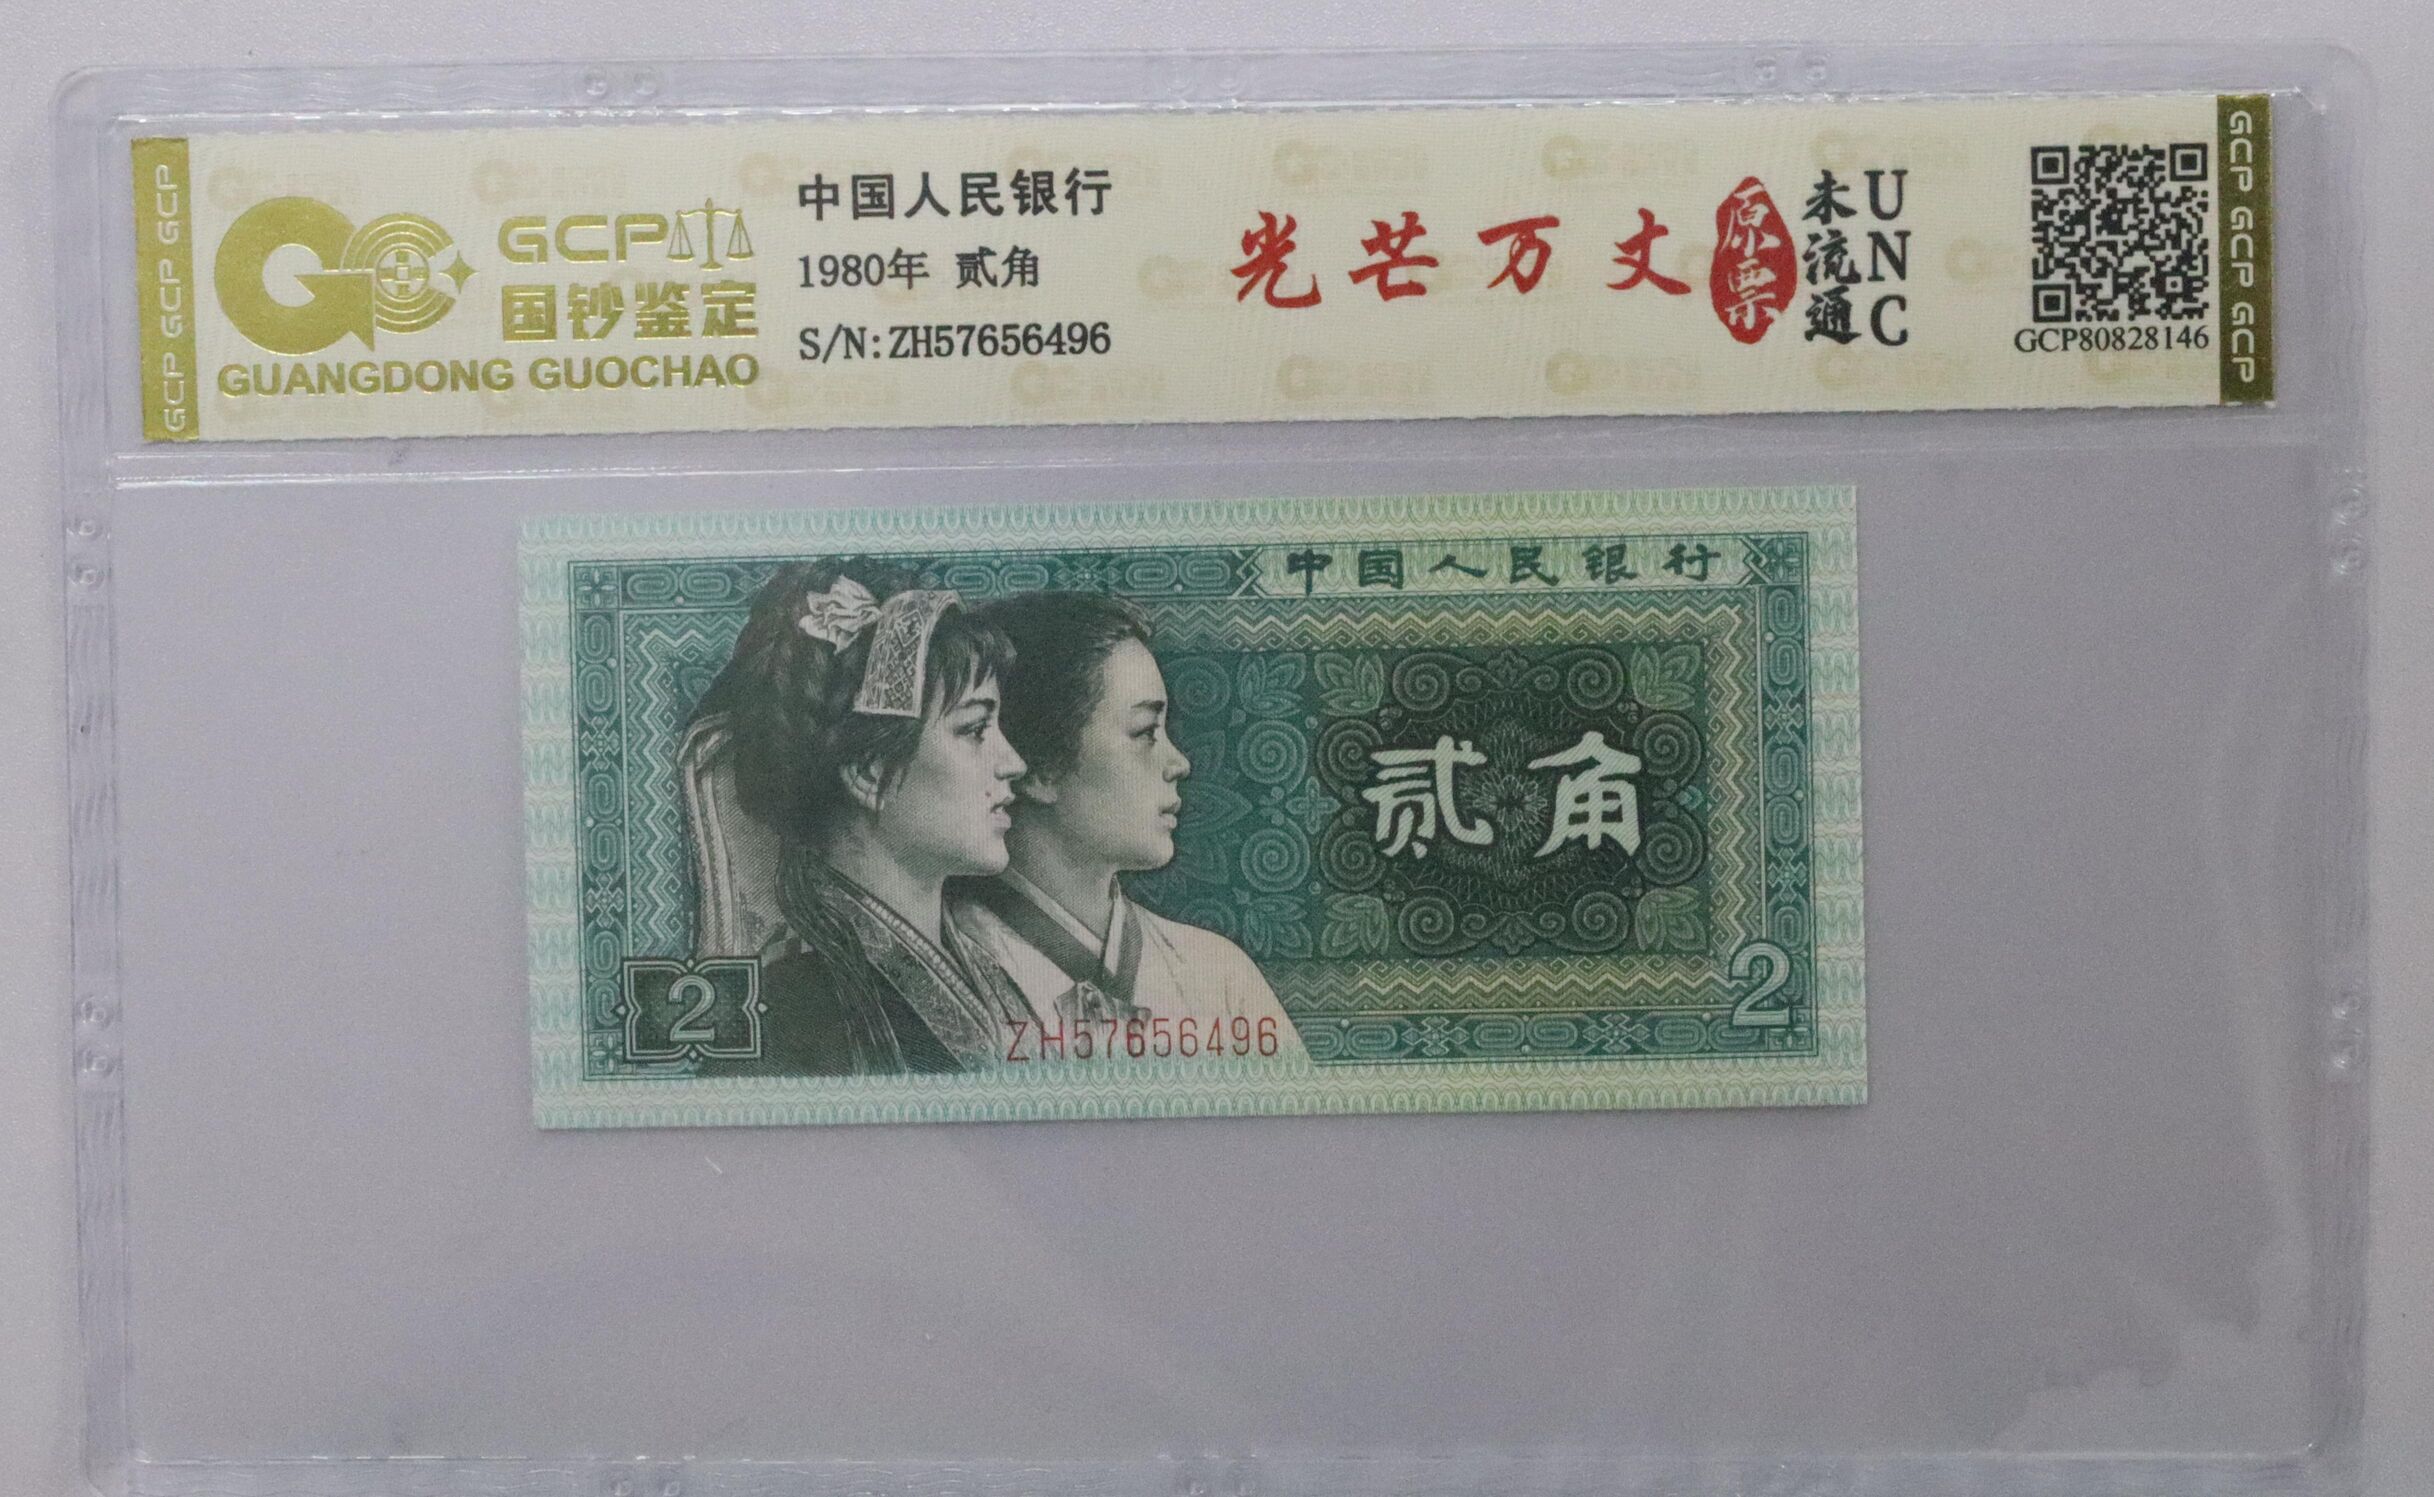 GCP GCP GCP
GCP
国钞鉴定
GUANGDONG GUOCHAO
中国人民银行
1980年 贰角
S/N:ZH57656496
光芒万丈
原票
未流通
UNC
GCP80828146
GCP GCP GCP
中国人民银行
贰角
2
2
ZH57656496